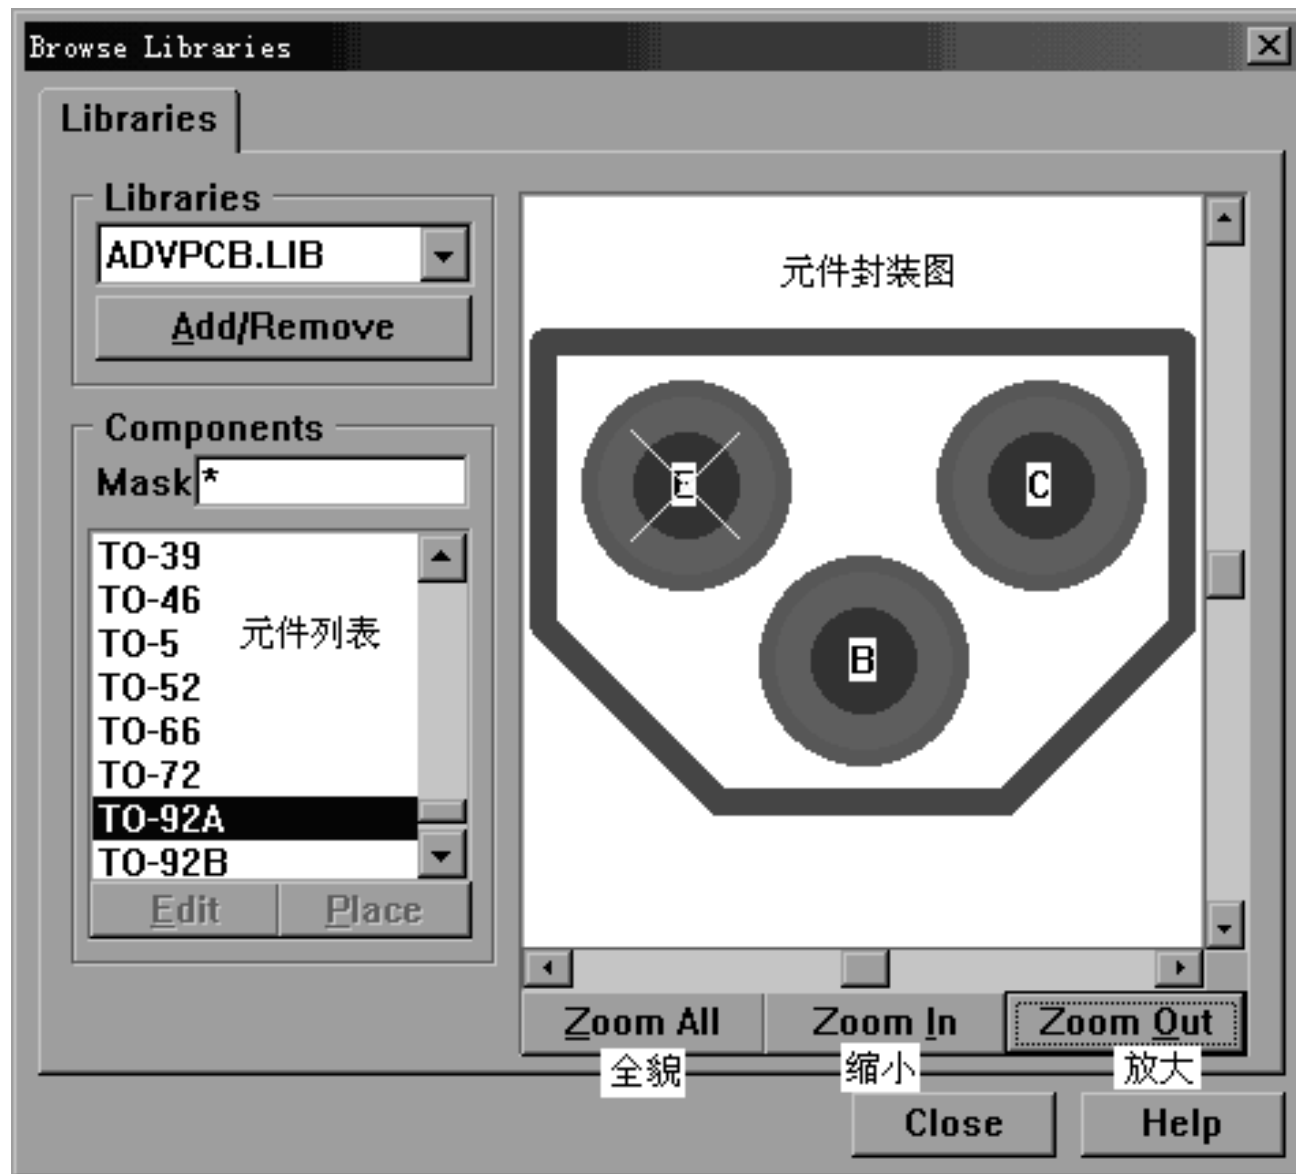 Browse Libraries
Libraries
Libraries
ADVPCB.LIB
Add/Remove
Components
Mask *
TO-39
TO-46
TO-5
TO-52
TO-66
TO-72
TO-92A
TO-92B
元件列表
Edit Place
元件封装图
E C
B
Zoom All Zoom In Zoom Out
全貌 缩小 放大
Close Help